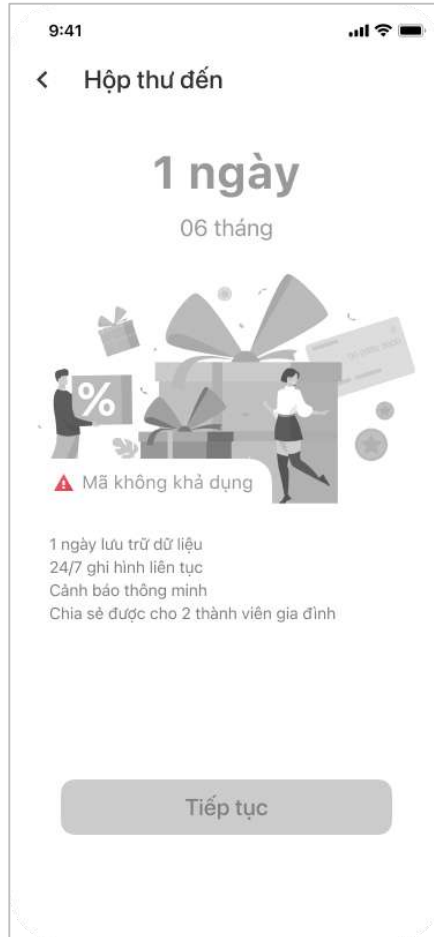 9:41
Hộp thư đến
1 ngày
06 tháng
%
Mã không khả dụng
1 ngày lưu trữ dữ liệu
24/7 ghi hình liên tục
Cảnh báo thông minh
Chia sẻ được cho 2 thành viên gia đình
Tiếp tục